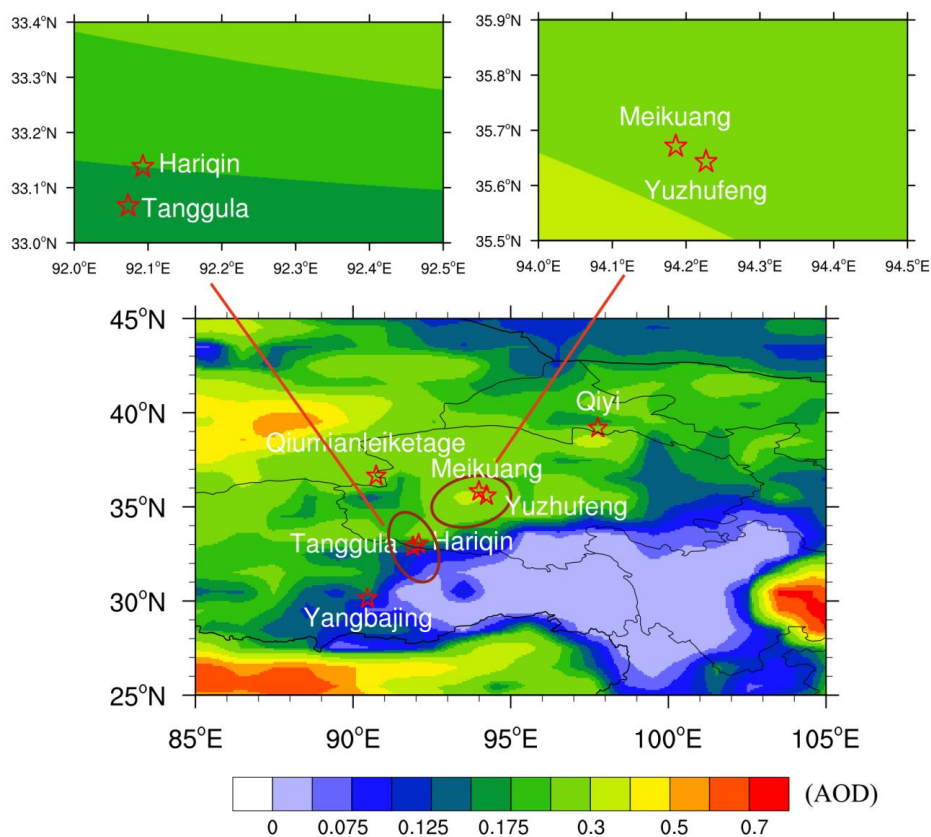 33.4°N
33.3°N
33.2°N
33.1°N
33.0°N
92.0°E 92.1°E 92.2°E 92.3°E 92.4°E 92.5°E
Hariqin
Tanggula
35.9°N
35.8°N
35.7°N
35.6°N
35.5°N
94.0°E 94.1°E 94.2°E 94.3°E 94.4°E 94.5°E
Meikuang
Yuzhufeng
45°N
40°N
35°N
30°N
25°N
Qiyi
Qiumianleiketage
Meikuang
Yuzhufeng
Tanggula Hariqin
Yangbajing
85°E 90°E 95°E 100°E 105°E
(AOD)
0 0.075 0.125 0.175 0.3 0.5 0.7